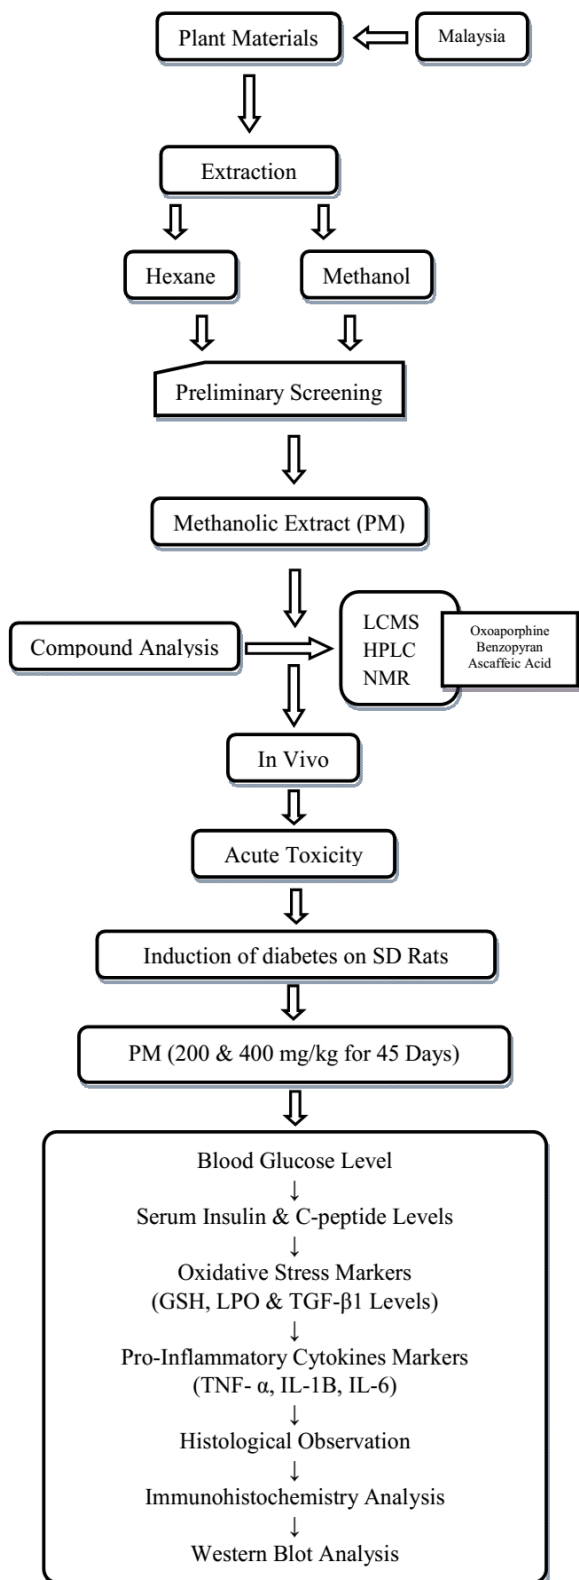 Plant Materials
Malaysia
Extraction
Hexane
Methanol
Preliminary Screening
Methanolic Extract (PM)
Compound Analysis
LCMS
HPLC
NMR
Oxoaporphine
Benzopyran
Ascaffeic Acid
In Vivo
Acute Toxicity
Induction of diabetes on SD Rats
PM (200 & 400 mg/kg for 45 Days)
Blood Glucose Level
↓
Serum Insulin & C-peptide Levels
↓
Oxidative Stress Markers
(GSH, LPO & TGF-β1 Levels)
↓
Pro-Inflammatory Cytokines Markers
(TNF- α, IL-1B, IL-6)
↓
Histological Observation
↓
Immunohistochemistry Analysis
↓
Western Blot Analysis